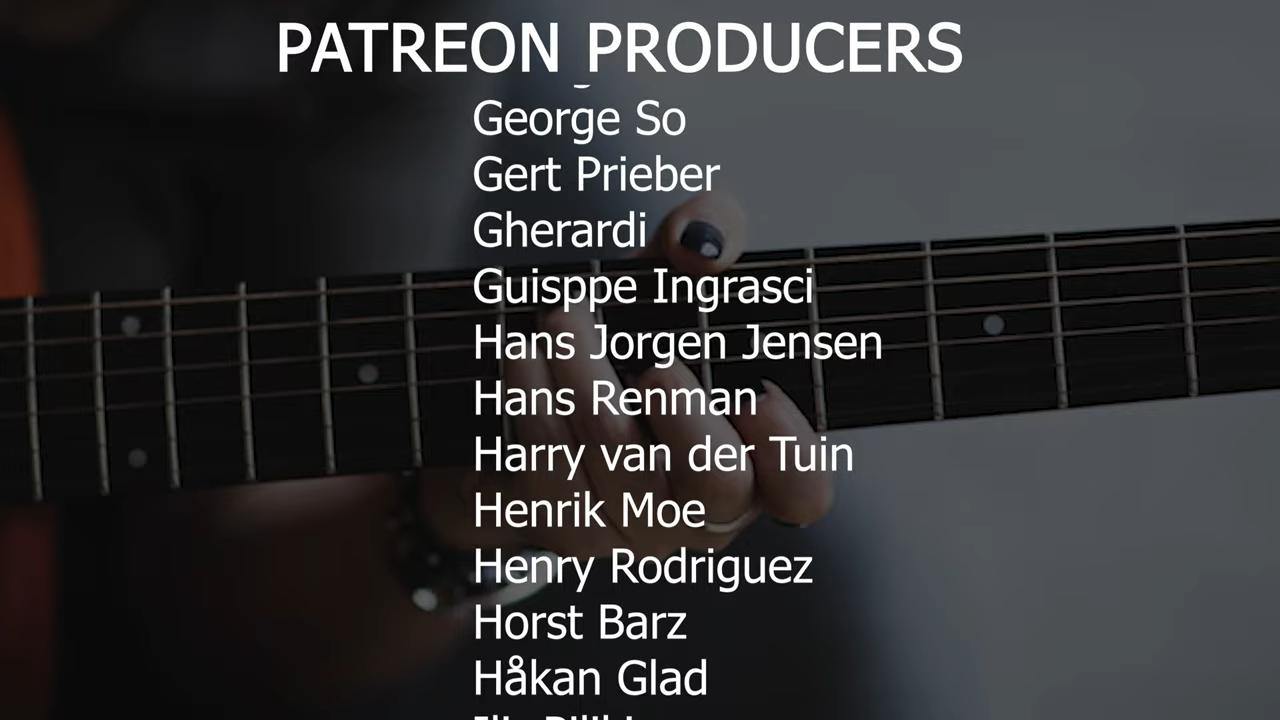 PATREON PRODUCERS
George So
Gert Prieber
Gherardi
Guisppe Ingrasci
Hans Jorgen Jensen
Hans Renman
Harry van der Tuin
Henrik Moe
Henry Rodriguez
Horst Barz
Håkan Glad